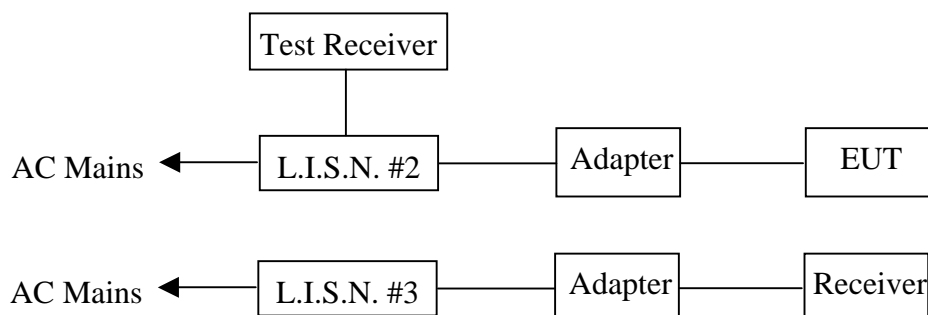 Test Receiver
AC Mains
L.I.S.N. #2
Adapter
EUT
AC Mains
L.I.S.N. #3
Adapter
Receiver